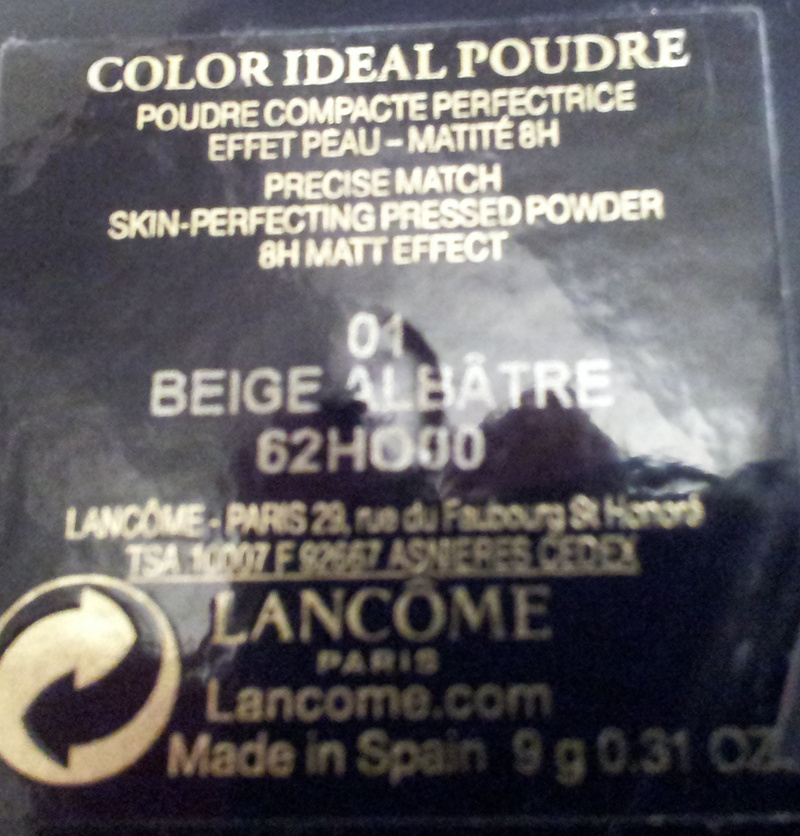 COLOR IDEAL POUDRE
POUDRE COMPACTE PERFECTRICE
EFFET PEAU - MATITÉ 8H
PRECISE MATCH
SKIN-PERFECTING PRESSED POWDER
8H MATT EFFECT
01
BEIGE ALBÂTRE
62HO00
LANCÔME - PARIS 29, rue du Faubourg St Honoré
TSA 10007 F 92667 ASNIERES CEDEX
LANCÔME
PARIS
Lancome.com
Made in Spain 9 g 0.31 OZ.